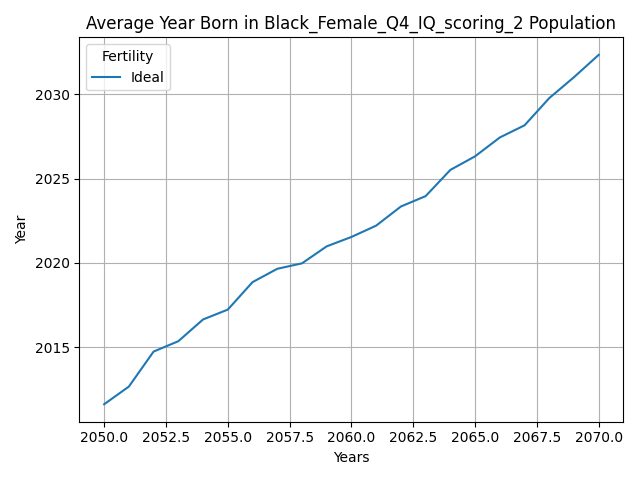 Average Year Born in Black_Female_Q4_IQ_scoring_2 Population
Fertility
Ideal
2030
2025
2020
2015
Year
2050.0 2052.5 2055.0 2057.5 2060.0 2062.5 2065.0 2067.5 2070.0
Years